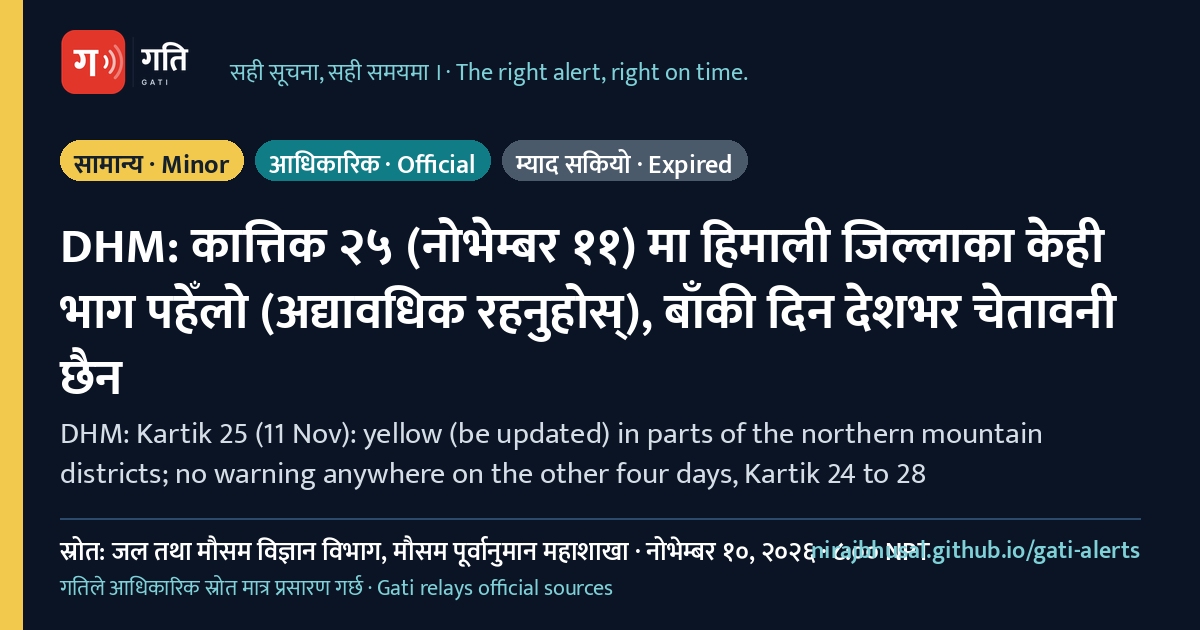 ग गति
GATI
सही सूचना, सही समयमा । · The right alert, right on time.
सामान्य · Minor आधिकारिक · Official म्याद सकियो · Expired
DHM: कात्तिक २५ (नोभेम्बर ११) मा हिमाली जिल्लाका केही
भाग पहेँलो (अद्यावधिक रहनुहोस्), बाँकी दिन देशभर चेतावनी
छैन
DHM: Kartik 25 (11 Nov): yellow (be updated) in parts of the northern mountain
districts; no warning anywhere on the other four days, Kartik 24 to 28
स्रोत: जल तथा मौसम विज्ञान विभाग, मौसम पूर्वानुमान महाशाखा · नोभेम्बर १०, २०२६ · NPT
nirajbhusal.github.io/gati-alerts
गतिले आधिकारिक स्रोत मात्र प्रसारण गर्छ · Gati relays official sources